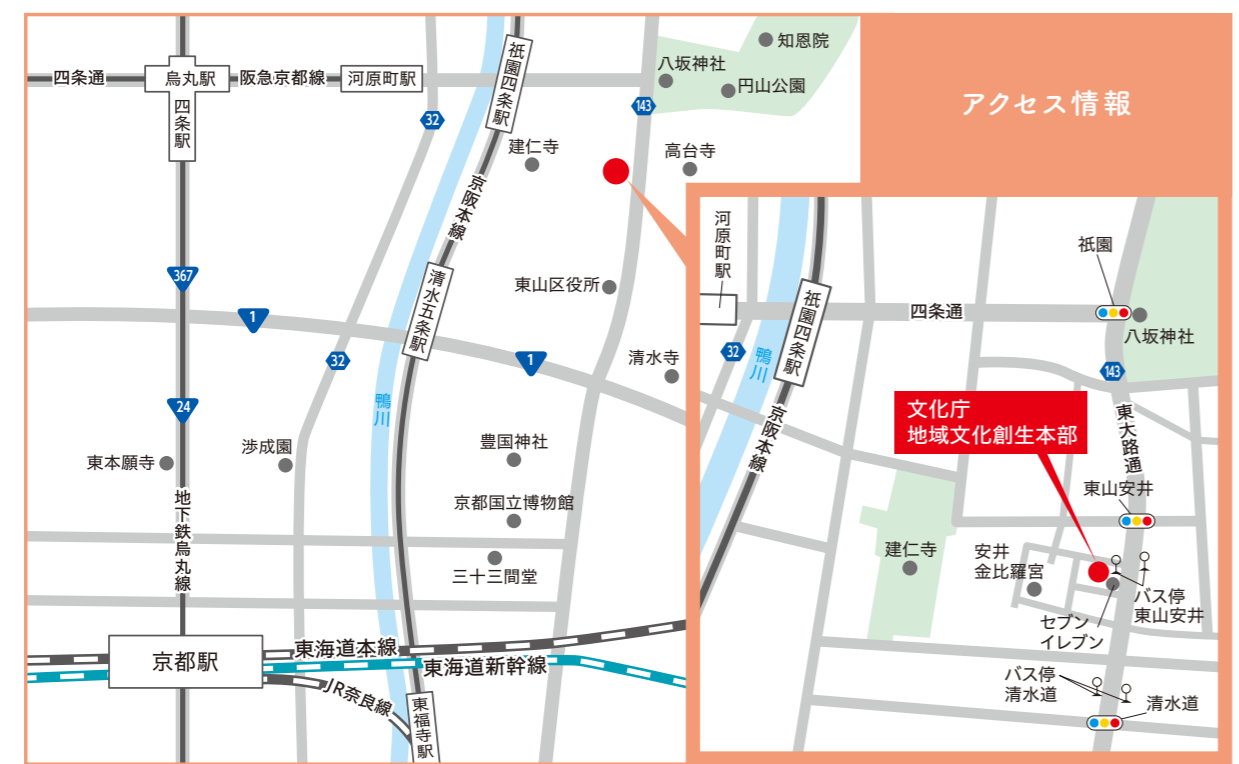 アクセス情報
知恩院
八坂神社
円山公園
四条通
烏丸駅
阪急京都線
河原町駅
祇園四条駅
四条駅
143
32
建仁寺
高台寺
京阪本線
367
東山区役所
清水五条駅
1
1
32
清水寺
24
鴨川
豊国神社
東本願寺
渉成園
地下鉄烏丸線
京都国立博物館
三十三間堂
京都駅
東海道本線
東海道新幹線
JR奈良線
東福寺駅
河原町駅
祇園
四条通
祇園四条駅
八坂神社
32
鴨川
143
文化庁
地域文化創生本部
東大路通
京阪本線
東山安井
建仁寺
安井
金比羅宮
バス停
東山安井
セブン
イレブン
バス停
清水道
清水道